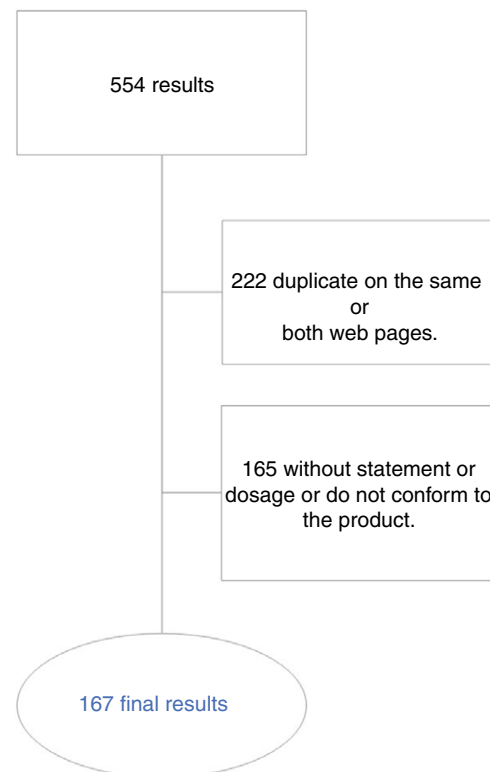 554 results
222 duplicate on the same
or
both web pages.
165 without statement or
dosage or do not conform to
the product.
167 final results